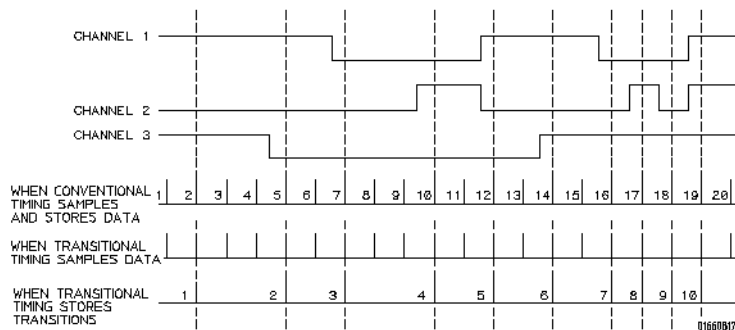 CHANNEL 1
CHANNEL 2
CHANNEL 3
WHEN CONVENTIONAL
TIMING SAMPLES
AND STORES DATA
1 2 3 4 5 6 7 8 9 10 11 12 13 14 15 16 17 18 19 20
WHEN TRANSITIONAL
TIMING SAMPLES DATA
WHEN TRANSITIONAL
TIMING STORES
TRANSITIONS
1 2 3 4 5 6 7 8 9 10
01660B17